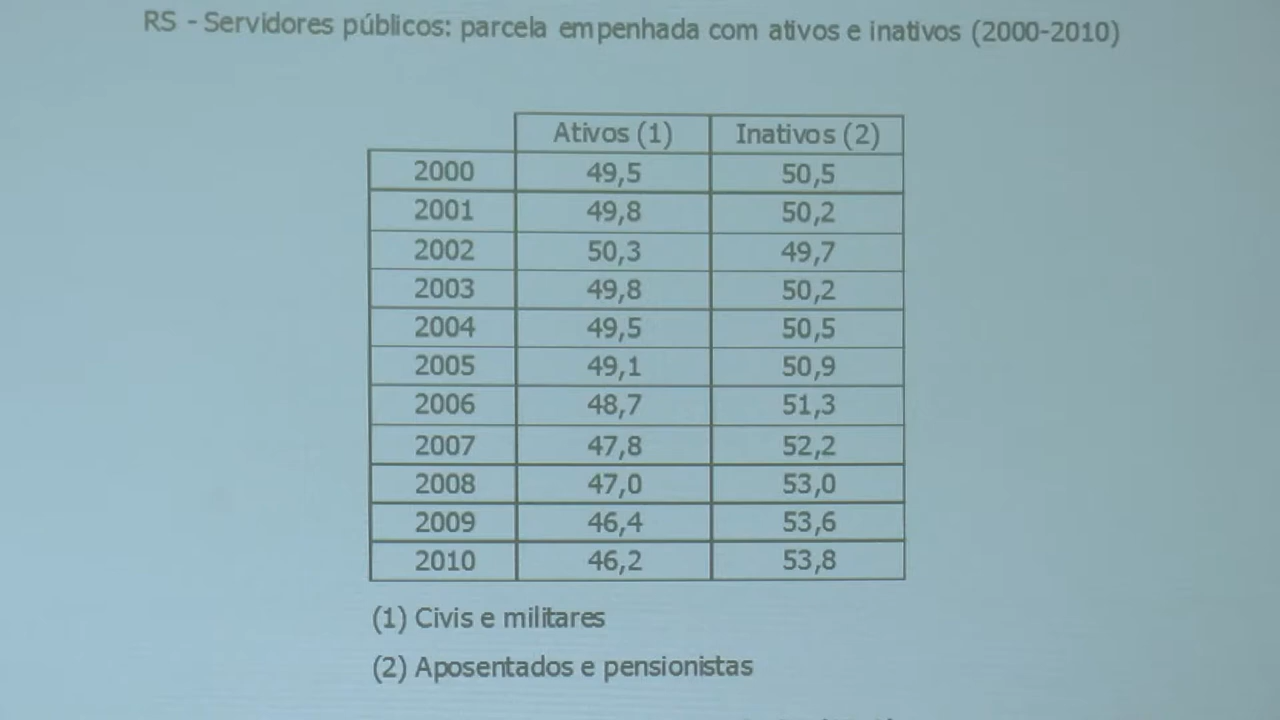 RS - Servidores públicos: parcela empenhada com ativos e inativos (2000-2010)
Ativos (1) Inativos (2)
2000 49,5 50,5
2001 49,8 50,2
2002 50,3 49,7
2003 49,8 50,2
2004 49,5 50,5
2005 49,1 50,9
2006 48,7 51,3
2007 47,8 52,2
2008 47,0 53,0
2009 46,4 53,6
2010 46,2 53,8
(1) Civis e militares
(2) Aposentados e pensionistas